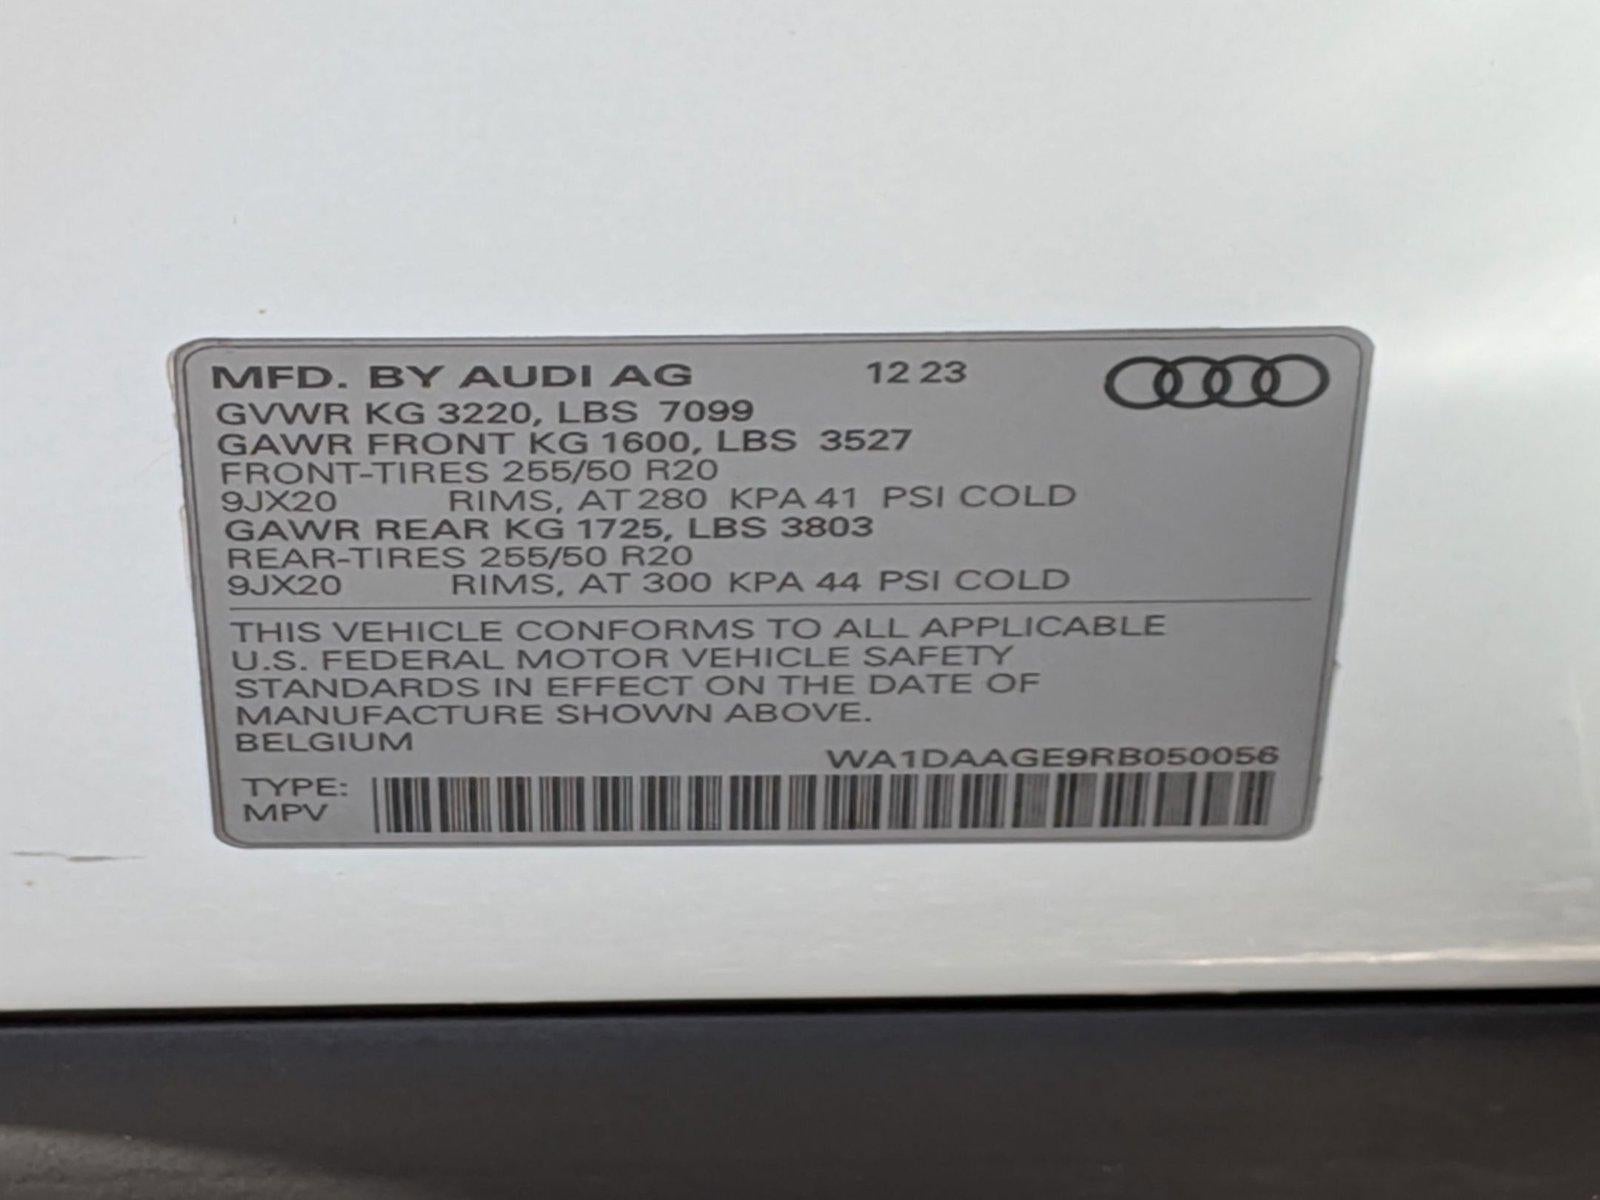 MFD. BY AUDI AG 12 23
GVWR KG 3220, LBS 7099
GAWR FRONT KG 1600, LBS 3527
FRONT-TIRES 255/50 R20
9JX20 RIMS, AT 280 KPA 41 PSI COLD
GAWR REAR KG 1725, LBS 3803
REAR-TIRES 255/50 R20
9JX20 RIMS, AT 300 KPA 44 PSI COLD
THIS VEHICLE CONFORMS TO ALL APPLICABLE
U.S. FEDERAL MOTOR VEHICLE SAFETY
STANDARDS IN EFFECT ON THE DATE OF
MANUFACTURE SHOWN ABOVE.
BELGIUM
WA1DAAGE9RB050056
TYPE:
MPV